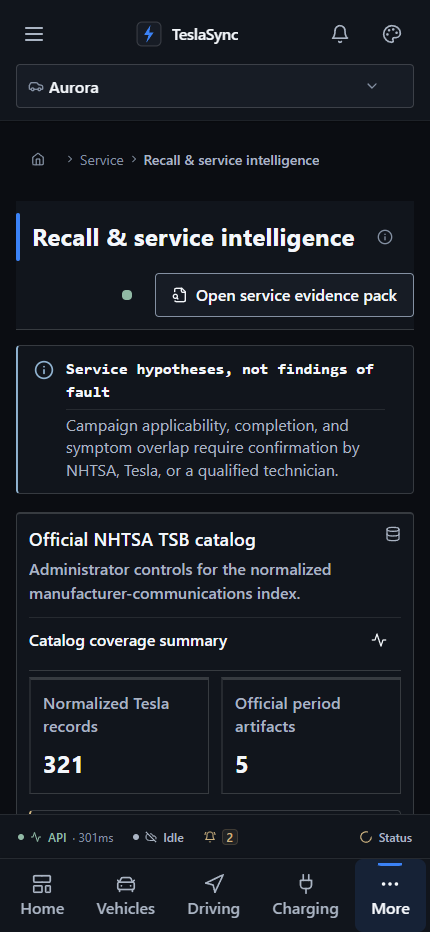 TeslaSync
Aurora
Service
Recall & service intelligence
Recall & service intelligence
Open service evidence pack
Service hypotheses, not findings of
fault
Campaign applicability, completion, and
symptom overlap require confirmation by
NHTSA, Tesla, or a qualified technician.
Official NHTSA TSB catalog
Administrator controls for the normalized
manufacturer-communications index.
Catalog coverage summary
Normalized Tesla
records
321
Official period
artifacts
5
API · 301ms
Idle
2
Status
Home
Vehicles
Driving
Charging
More